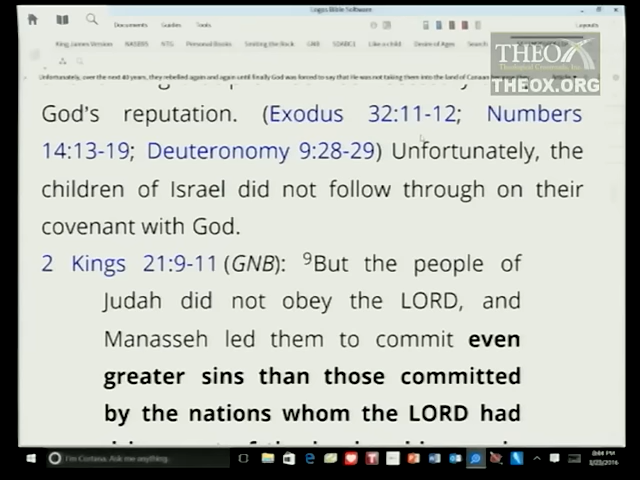 Logos Bible Software
Documents Guides Tools Layouts
King James Version NASB95 NTG Personal Books Smiting the Rock GNB SDABC1 Like a child Desire of Ages Search
THEOX
THEOX.ORG
Unfortunately, over the next 40 years, they rebelled again and again until finally God was forced to say that He was not taking them into the land of Canaan
God's reputation. (Exodus 32:11-12; Numbers
14:13-19; Deuteronomy 9:28-29) Unfortunately, the
children of Israel did not follow through on their
covenant with God.
2 Kings 21:9-11 (GNB): 9But the people of
Judah did not obey the LORD, and
Manasseh led them to commit even
greater sins than those committed
by the nations whom the LORD had
I'm Cortana. Ask me anything.